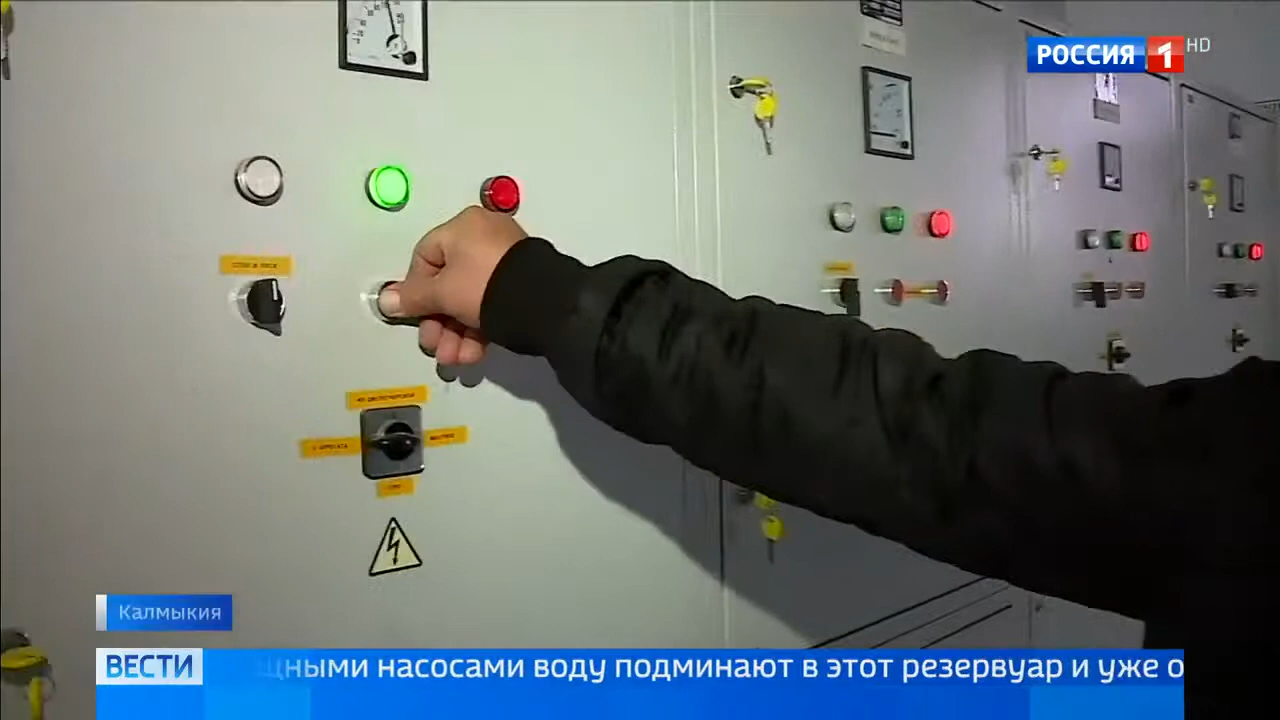 РОССИЯ 1 HD
Калмыкия
ВЕСТИ
щными насосами воду подминают в этот резервуар и уже о